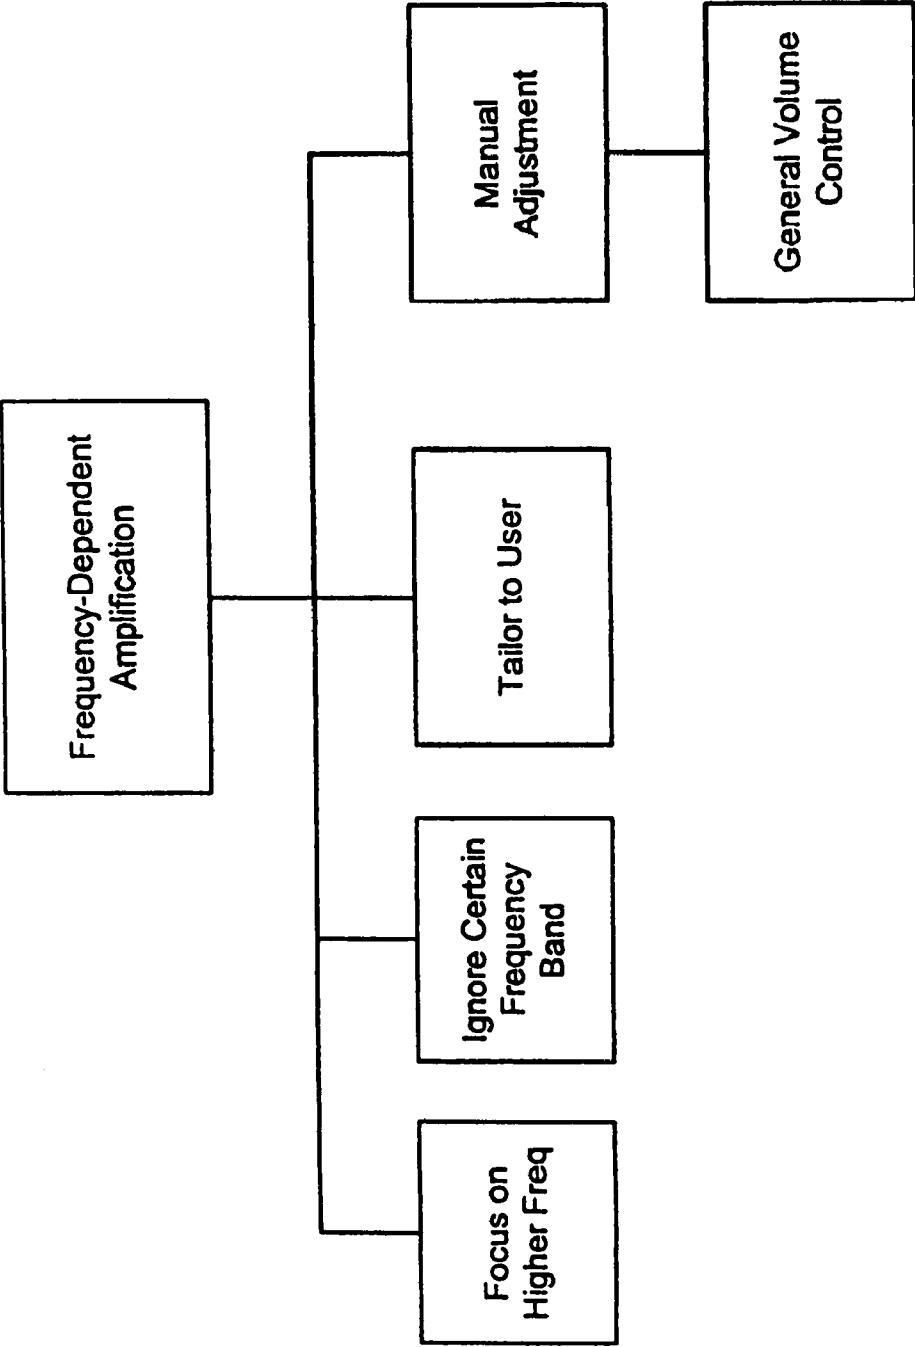 Frequency-Dependent
Amplification
Focus on
Higher Freq
Ignore Certain
Frequency
Band
Tailor to User
Manual
Adjustment
General Volume
Control